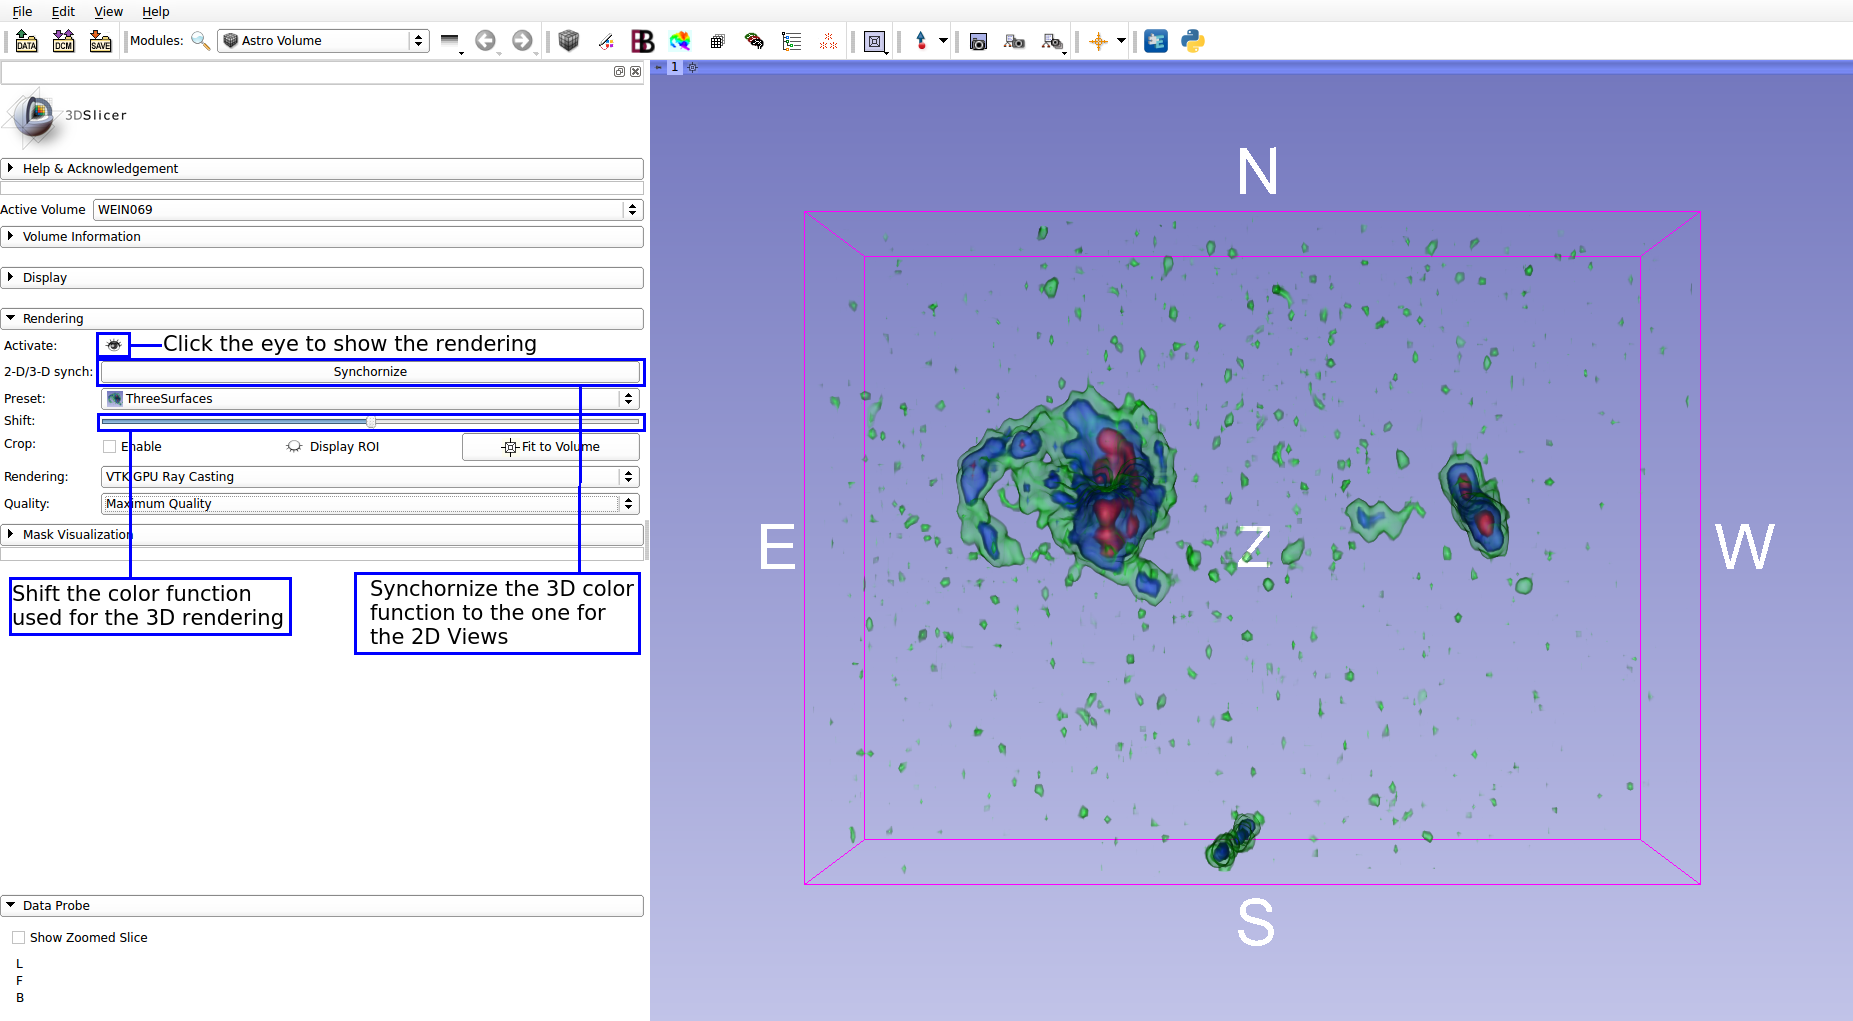 File Edit View Help
DATA DCM SAVE Modules: Astro Volume
1
3DSlicer
Help & Acknowledgement
Active Volume WEIN069
Volume Information
Display
Rendering
Activate: Click the eye to show the rendering
2-D/3-D synch: Synchornize
Preset: ThreeSurfaces
Shift:
Crop: Enable Display ROI Fit to Volume
Rendering: VTK GPU Ray Casting
Quality: Maximum Quality
Mask Visualization
Shift the color function
used for the 3D rendering
Synchornize the 3D color
function to the one for
the 2D Views
Data Probe
Show Zoomed Slice
L
F
B
N
E
Z
W
S